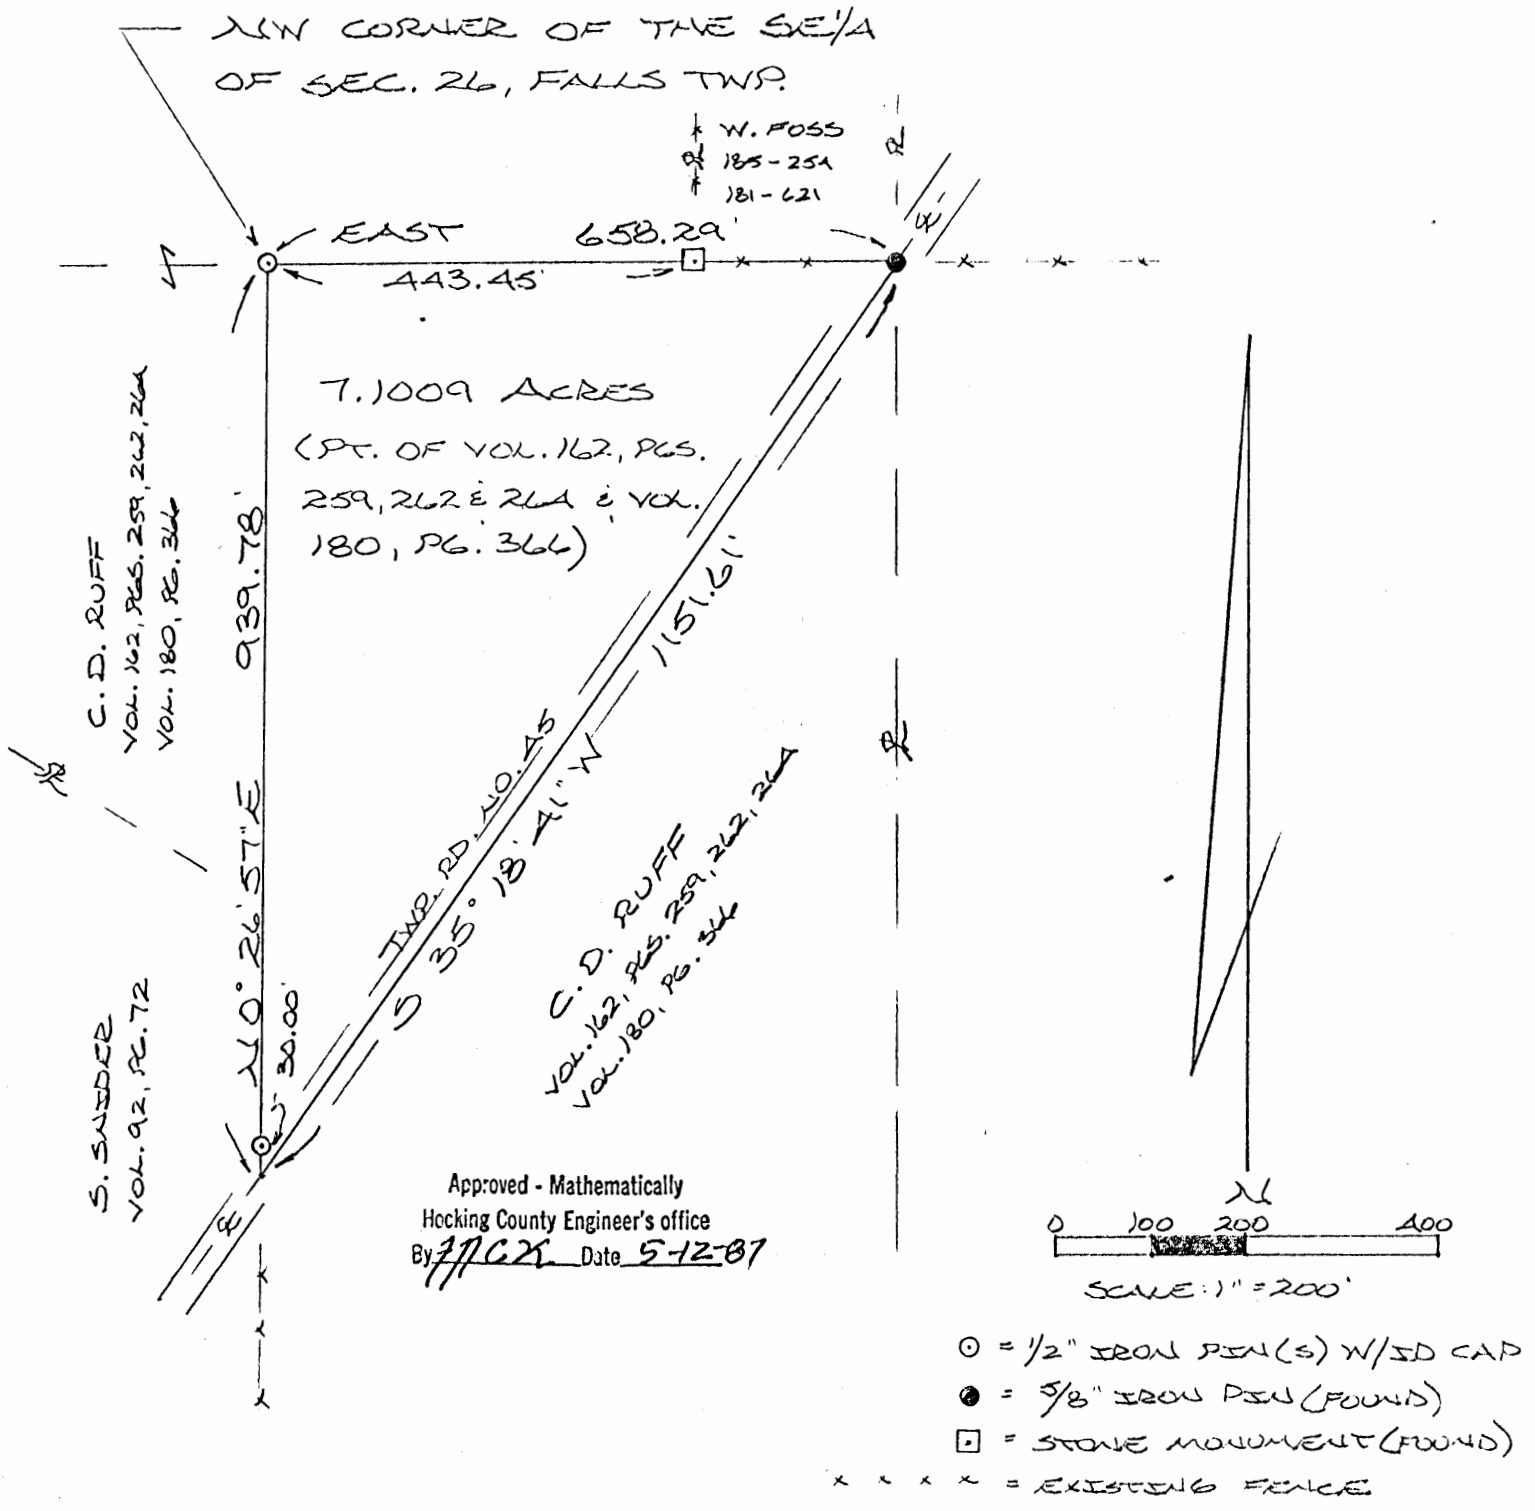 NW CORNER OF THE SE1/4
OF SEC. 26, FALLS TWP.
W. FOSS
185-254
181-621
EAST 658.29'
443.45'
7.1009 ACRES
(PT. OF VOL. 162, PGS.
259, 262 & 264 & VOL.
180, PG. 366)
C. D. RUFF
VOL. 162, PGS. 259, 262, 264
VOL. 180, PG. 366
N 0° 26' 57" E 939.78'
30.00'
S. SNIDER
VOL. 92, PG. 72
TWP. RD. NO. 45
S 35° 18' 41" W 1151.61'
C. D. RUFF
VOL. 162, PGS. 259, 262, 264
VOL. 180, PG. 366
Approved - Mathematically
Hocking County Engineer's office
By Date 5-12-87
N
0 100 200 400
SCALE: 1" = 200'
= 1/2" IRON PIN(S) W/ID CAP
= 5/8" IRON PIN (FOUND)
= STONE MONUMENT (FOUND)
x x x x = EXISTING FENCE